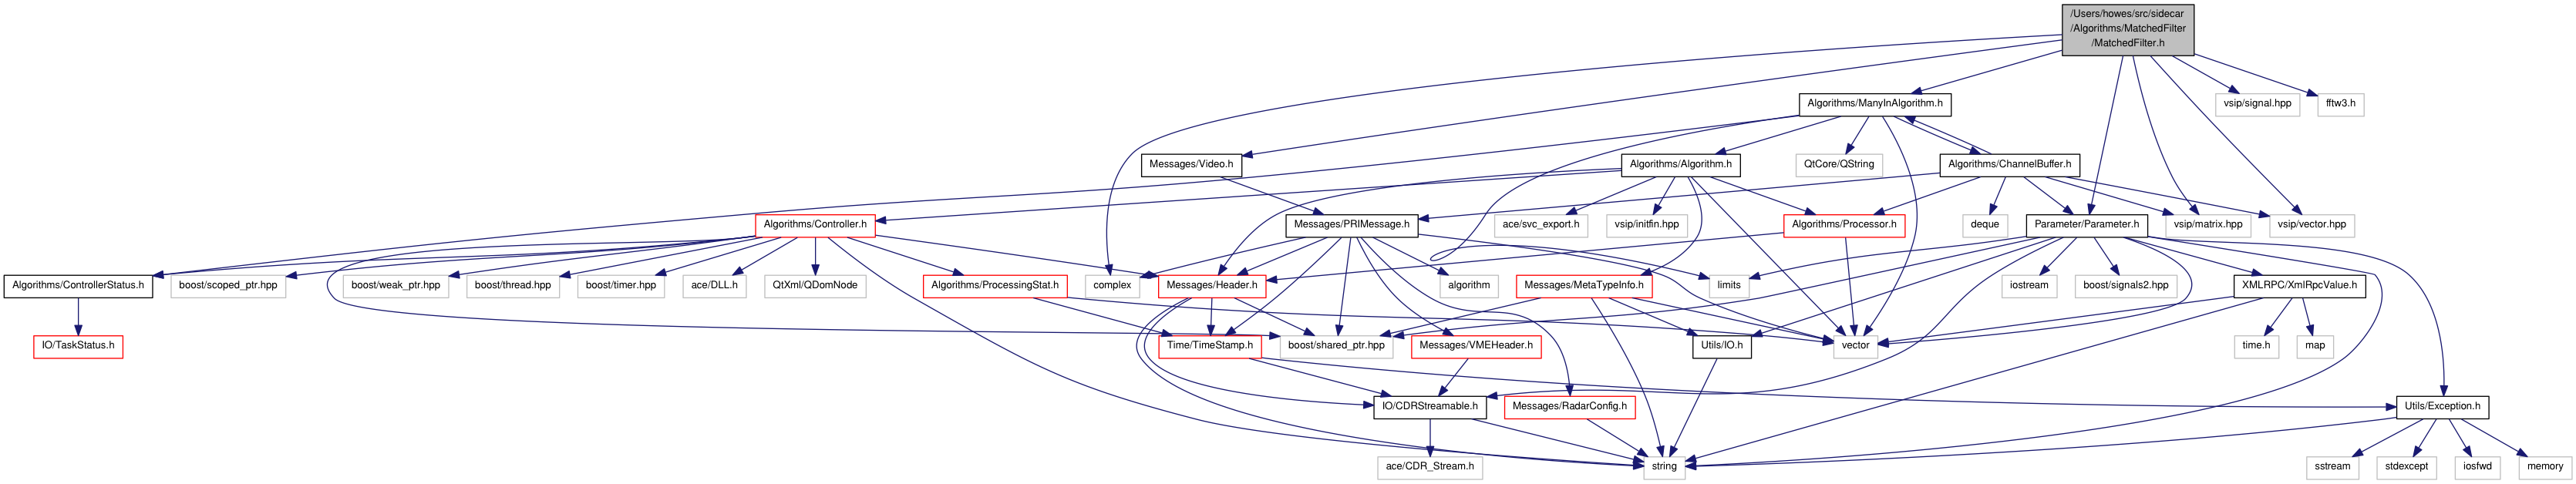 /Users/howes/src/sidecar
/Algorithms/MatchedFilter
/MatchedFilter.h
Algorithms/ManyInAlgorithm.h
vsip/signal.hpp
fftw3.h
Messages/Video.h
Algorithms/Algorithm.h
QtCore/QString
Algorithms/ChannelBuffer.h
Algorithms/Controller.h
Messages/PRIMessage.h
ace/svc_export.h
vsip/initfin.hpp
Algorithms/Processor.h
deque
Parameter/Parameter.h
vsip/matrix.hpp
vsip/vector.hpp
Algorithms/ControllerStatus.h
boost/scoped_ptr.hpp
boost/weak_ptr.hpp
boost/thread.hpp
boost/timer.hpp
ace/DLL.h
QtXml/QDomNode
Algorithms/ProcessingStat.h
complex
Messages/Header.h
algorithm
Messages/MetaTypeInfo.h
limits
iostream
boost/signals2.hpp
XMLRPC/XmlRpcValue.h
IO/TaskStatus.h
Time/TimeStamp.h
boost/shared_ptr.hpp
Messages/VMEHeader.h
Utils/IO.h
vector
time.h
map
IO/CDRStreamable.h
Messages/RadarConfig.h
Utils/Exception.h
ace/CDR_Stream.h
string
sstream
stdexcept
iosfwd
memory